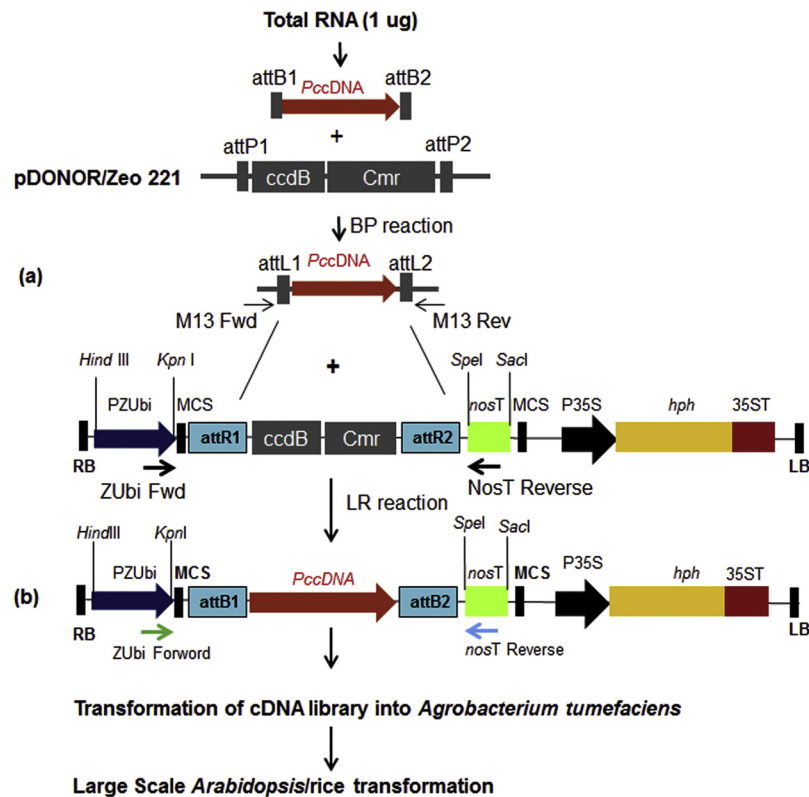 Total RNA (1 ug)
attB1 PccDNA attB2
+
attP1 attP2
pDONOR/Zeo 221 ccdB Cmr
BP reaction
(a)
attL1 PccDNA attL2
M13 Fwd M13 Rev
+
Hind III Kpn I SpeI SacI
PZUbi MCS nosT MCS P35S hph 35ST
attR1 ccdB Cmr attR2
RB LB
ZUbi Fwd NosT Reverse
LR reaction
HindIII KpnI SpeI SacI
(b)
PZUbi MCS PccDNA nosT MCS P35S hph 35ST
attB1 attB2
RB LB
ZUbi Forword nosT Reverse
Transformation of cDNA library into Agrobacterium tumefaciens
Large Scale Arabidopsis/rice transformation